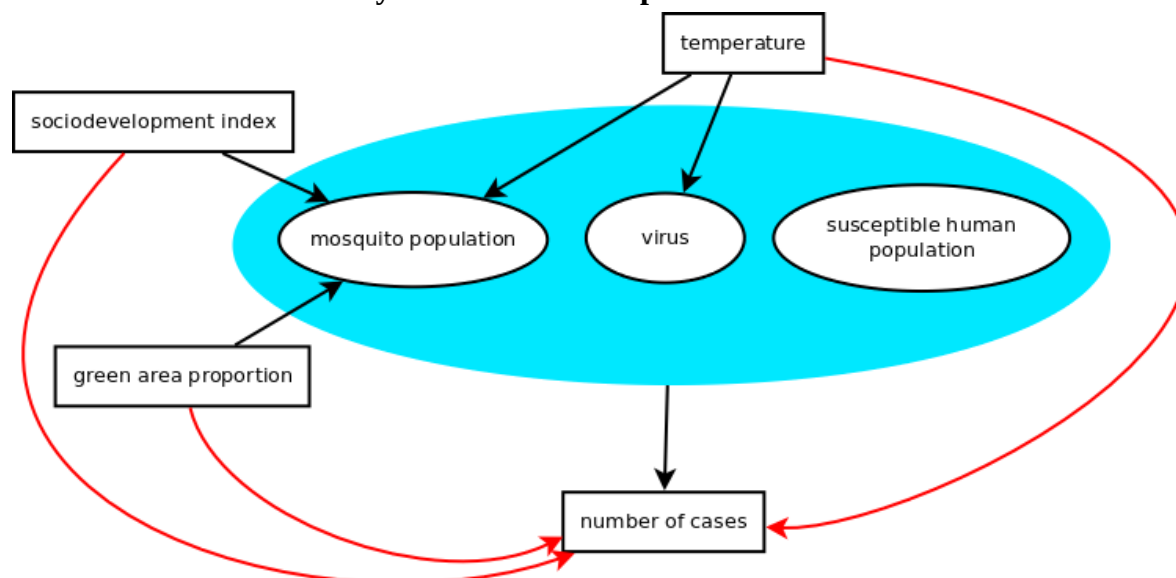 temperature
sociodevelopment index
mosquito population
virus
susceptible human
population
green area proportion
number of cases